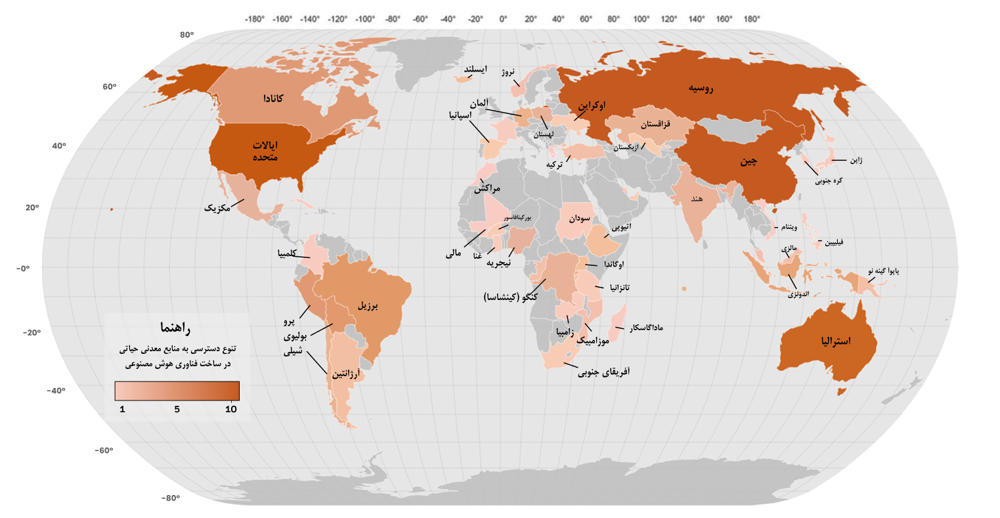 -180° -160° -140° -120° -100° -80° -60° -40° -20° 0° 20° 40° 60° 80° 100° 120° 140° 160° 180°
80°
60°
40°
20°
-0°
-20°
-40°
-60°
-80°
ایسلند
نروژ
کانادا
روسیه
آلمان
اوکراین
اسپانیا
لهستان
قزاقستان
ازبکستان
ایالات
متحده
ترکیه
چین
ژاپن
کره جنوبی
مراکش
مکزیک
هند
بورکینافاسور
سودان
اتیوپی
ویتنام
فیلیپین
مالزی
مالی
غنا
نیجریه
کلمبیا
اوگاندا
پاپوآ گینه نو
تانزانیا
اندونزی
کنگو (کینشاسا)
برزیل
پرو
بولیوی
شیلی
زامبیا
موزامبیک
ماداگاسکار
استرالیا
آفریقای جنوبی
آرژانتین
راهنما
تنوع دسترسی به منابع معدنی حیاتی
در ساخت فناوری هوش مصنوعی
1 5 10